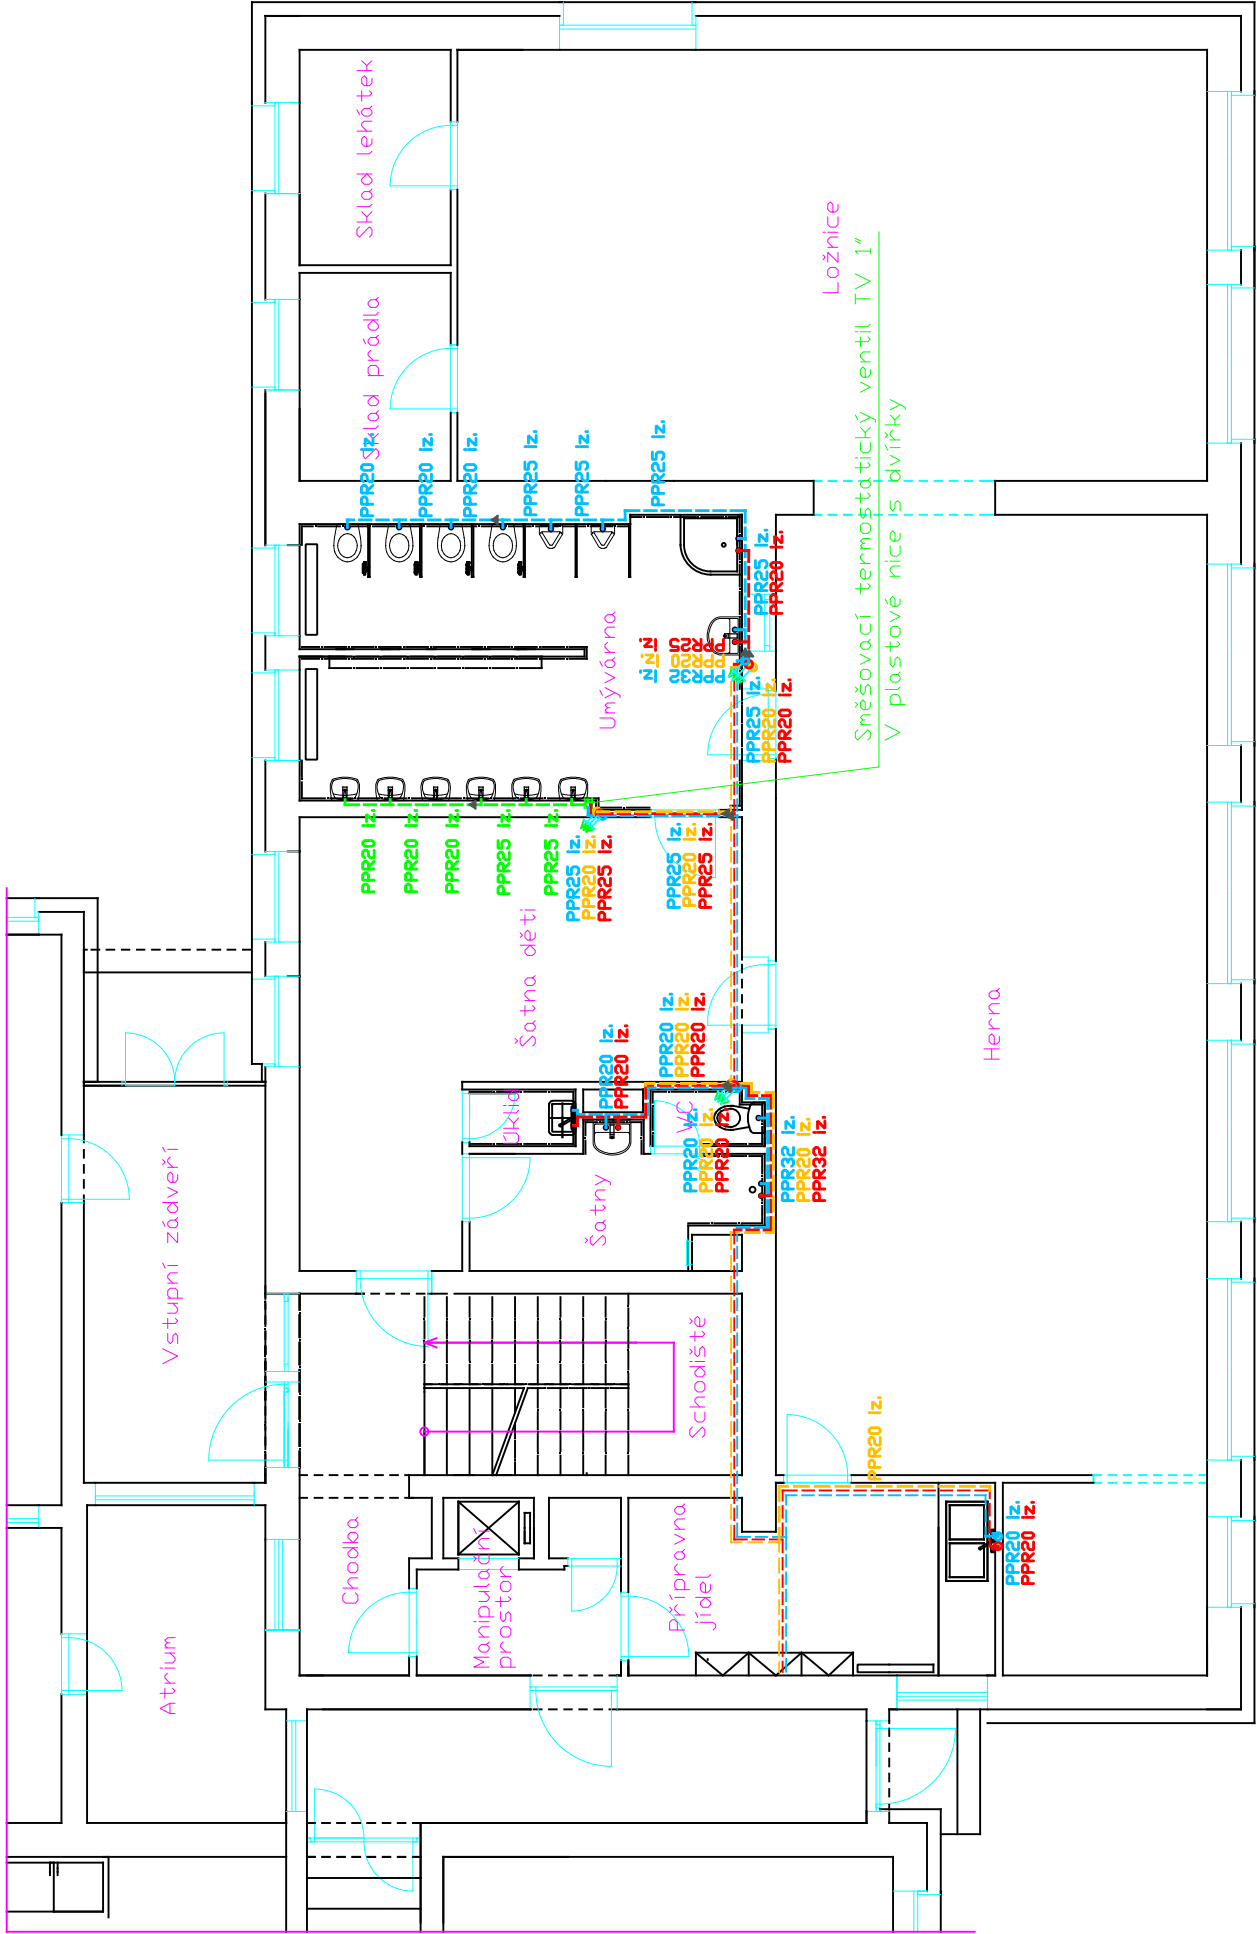 Sklad lehátek
Sklad prádla
Ložnice
Směšovací termostatický ventil TV 1"
V plastové nice s dvířky
PPR20 Iz.
PPR20 Iz.
PPR20 Iz.
PPR25 Iz.
PPR25 Iz.
PPR25 Iz.
PPR25 Iz.
PPR20 Iz.
Umývárna
PPR25 Iz.
PPR20 Iz.
PPR20 Iz.
PPR20 Iz.
PPR20 Iz.
PPR20 Iz.
PPR25 Iz.
PPR25 Iz.
PPR25 Iz.
PPR20 Iz.
PPR25 Iz.
PPR25 Iz.
PPR20 Iz.
PPR25 Iz.
Šatna děti
Herna
PPR20 Iz.
PPR20 Iz.
PPR20 Iz.
PPR20 Iz.
PPR20 Iz.
Úklid
WC
PPR20 Iz.
PPR20 Iz.
PPR20 Iz.
PPR32 Iz.
PPR20 Iz.
PPR32 Iz.
Šatny
Vstupní zádveří
Schodiště
PPR20 Iz.
PPR20 Iz.
PPR20 Iz.
Chodba
Manipulační
prostor
Přípravna
jídel
Atrium